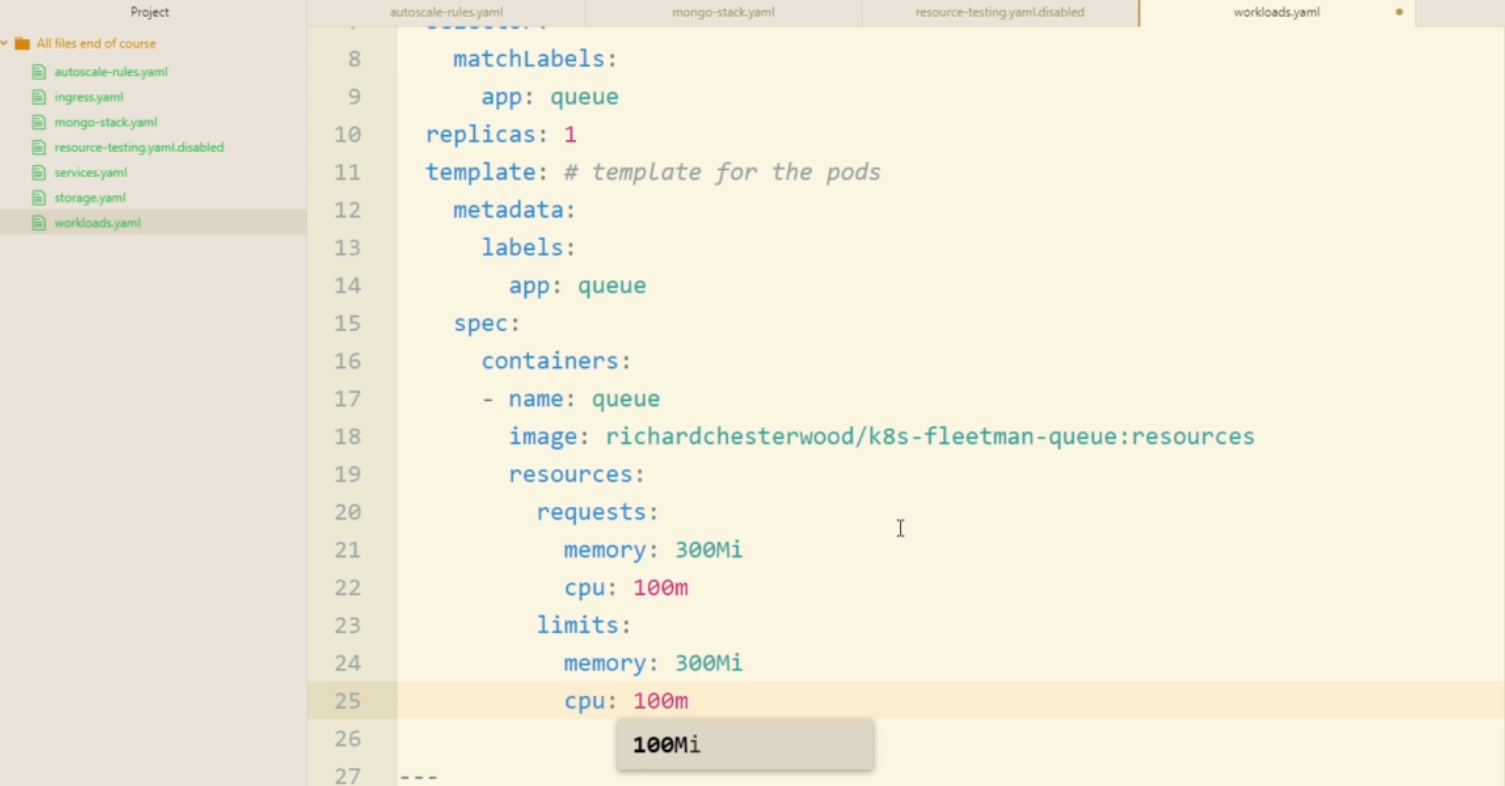 Project
autoscale-rules.yaml
mongo-stack.yaml
resource-testing.yaml.disabled
workloads.yaml
All files end of course
autoscale-rules.yaml
ingress.yaml
mongo-stack.yaml
resource-testing.yaml.disabled
services.yaml
storage.yaml
workloads.yaml
7 selector:
8 matchLabels:
9 app: queue
10 replicas: 1
11 template: # template for the pods
12 metadata:
13 labels:
14 app: queue
15 spec:
16 containers:
17 - name: queue
18 image: richardchesterwood/k8s-fleetman-queue:resources
19 resources:
20 requests:
21 memory: 300Mi
22 cpu: 100m
23 limits:
24 memory: 300Mi
25 cpu: 100m
26
100Mi
27 ---